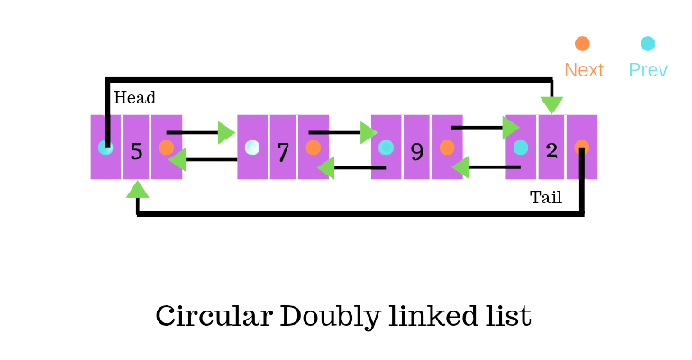 Next Prev
Head
5 7 9 2
Tail
Circular Doubly linked list